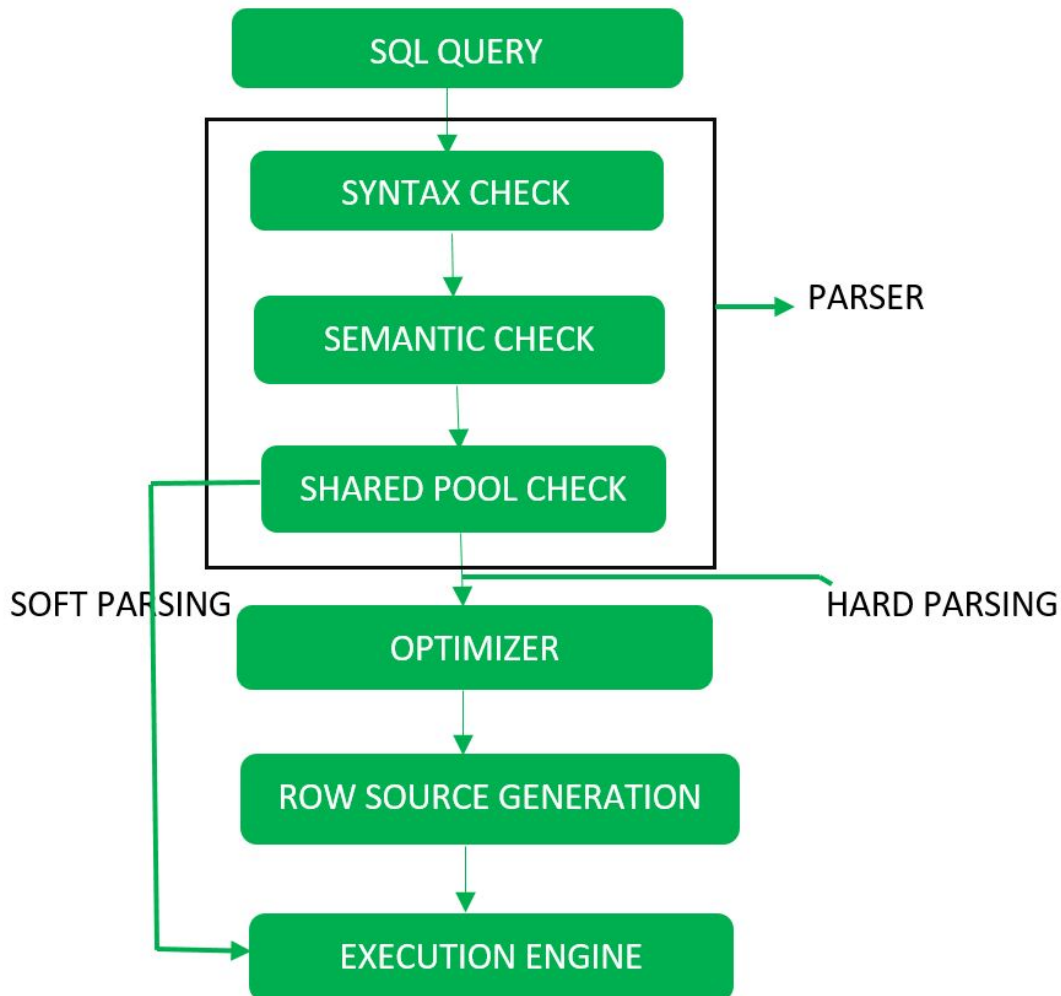 SQL QUERY
SYNTAX CHECK
PARSER
SEMANTIC CHECK
SHARED POOL CHECK
SOFT PARSING
HARD PARSING
OPTIMIZER
ROW SOURCE GENERATION
EXECUTION ENGINE